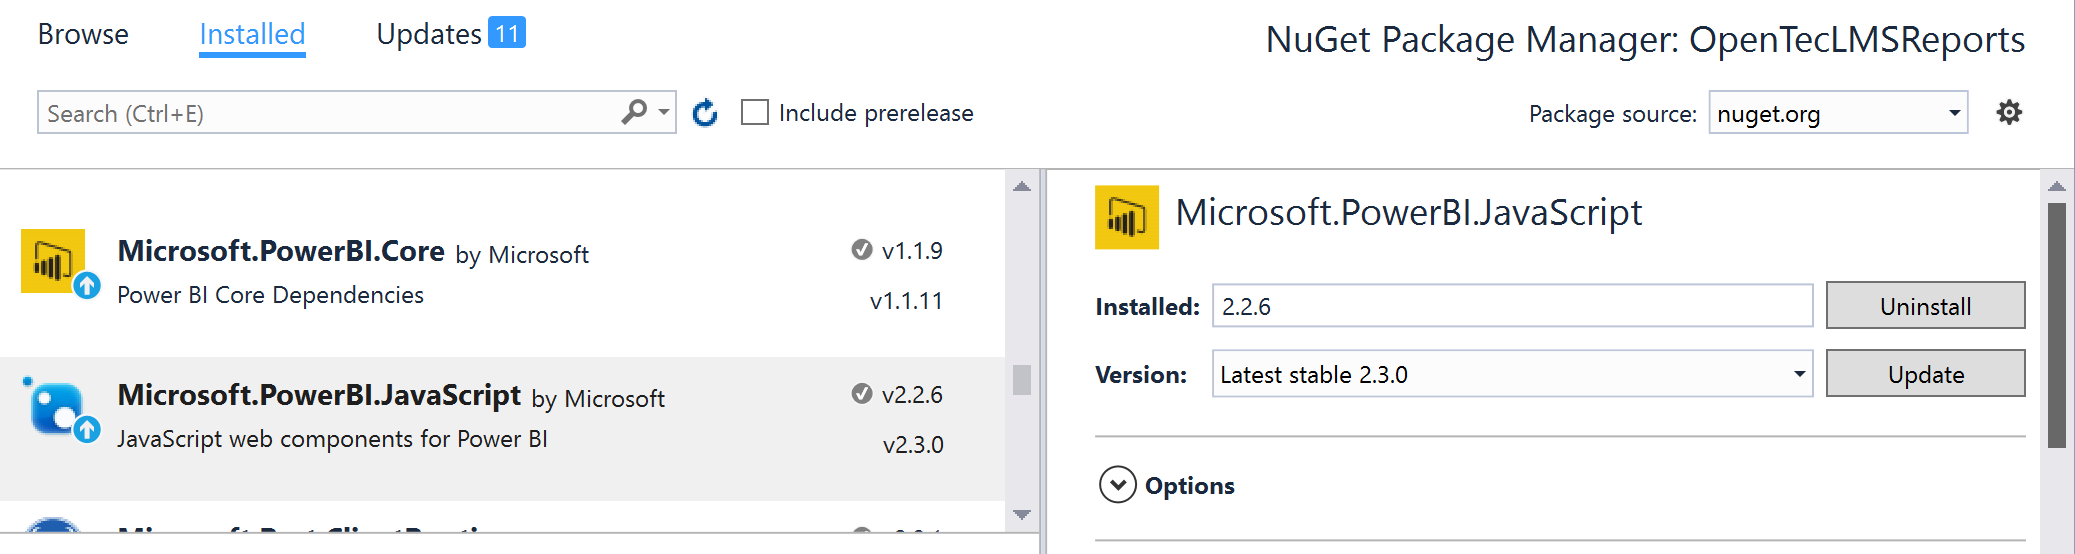 Browse Installed Updates 11
NuGet Package Manager: OpenTecLMSReports
Search (Ctrl+E) Include prerelease
Package source: nuget.org
Microsoft.PowerBI.Core by Microsoft v1.1.9
Power BI Core Dependencies v1.1.11
Microsoft.PowerBI.JavaScript by Microsoft v2.2.6
JavaScript web components for Power BI v2.3.0
Microsoft.PowerBI.JavaScript
Installed: 2.2.6 Uninstall
Version: Latest stable 2.3.0 Update
Options